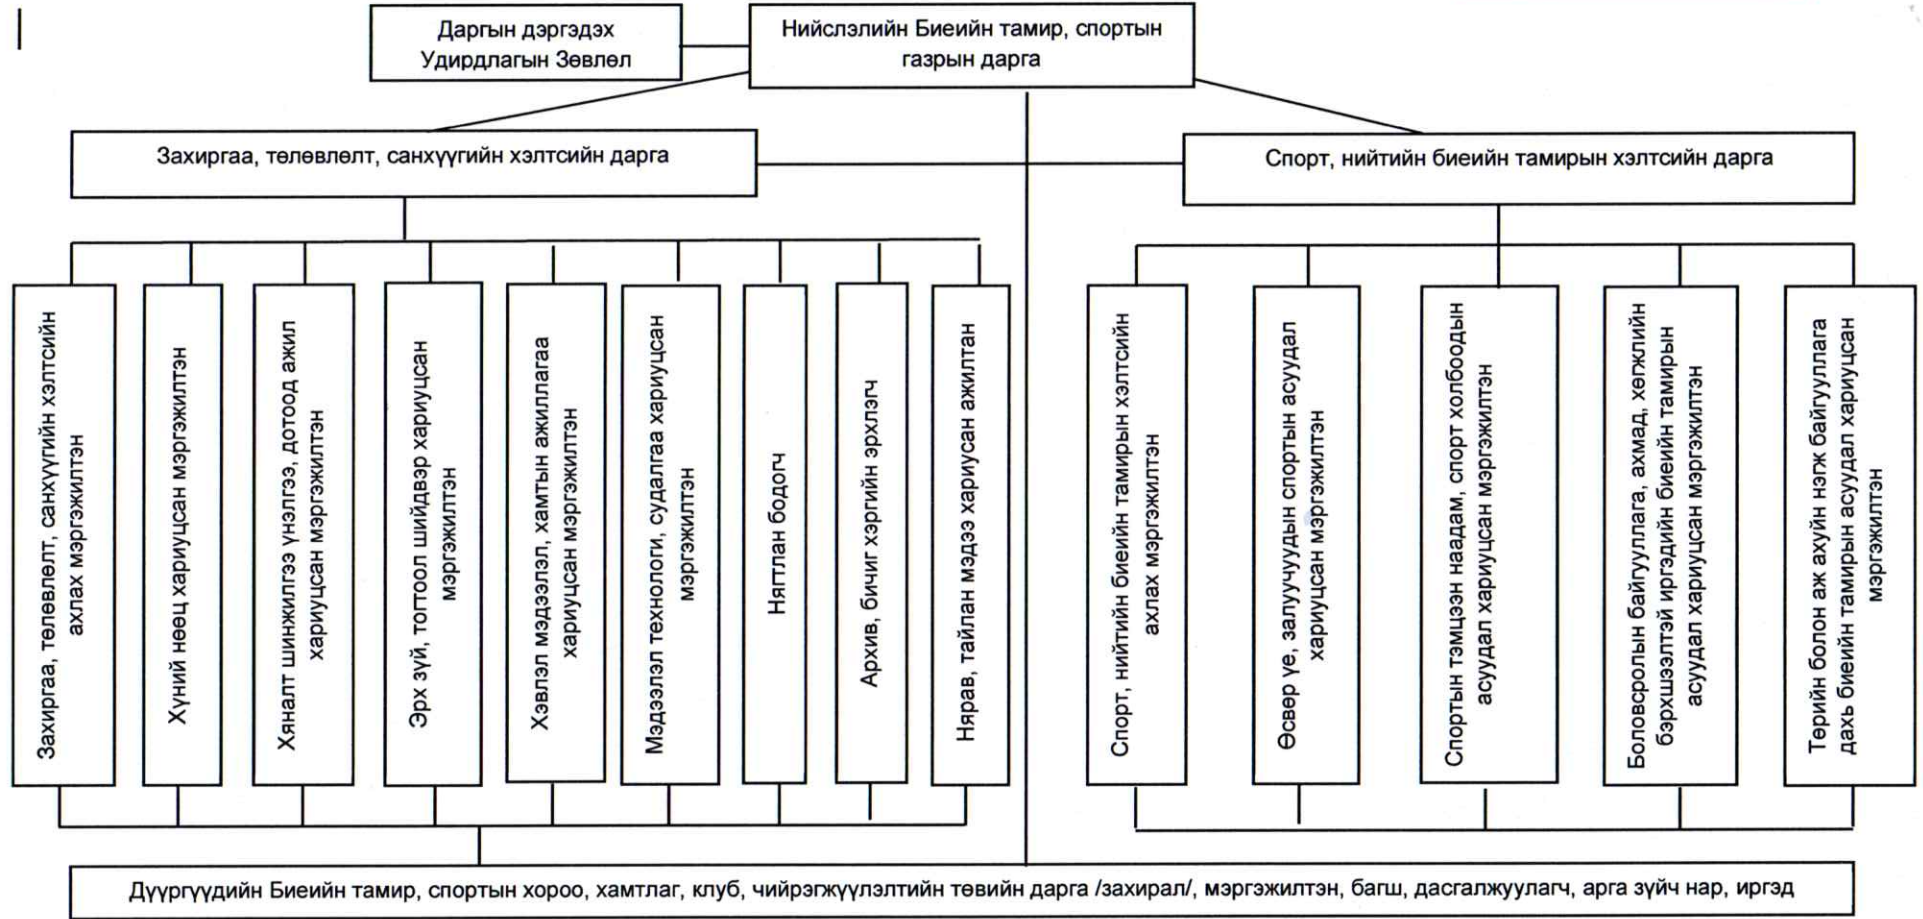 Даргын дэргэдэх
Удирдлагын Зөвлөл
Нийслэлийн Биеийн тамир, спортын
газрын дарга
Захиргаа, төлөвлөлт, санхүүгийн хэлтсийн дарга
Спорт, нийтийн биеийн тамирын хэлтсийн дарга
Захиргаа, төлөвлөлт, санхүүгийн хэлтсийн
ахлах мэргэжилтэн
Хүний нөөц хариуцсан мэргэжилтэн
Хяналт шинжилгээ үнэлгээ, дотоод ажил
хариуцсан мэргэжилтэн
Эрх зүй, тогтоол шийдвэр хариуцсан
мэргэжилтэн
Хэвлэл мэдээлэл, хамтын ажиллагаа
хариуцсан мэргэжилтэн
Мэдээлэл технологи, судалгаа хариуцсан
мэргэжилтэн
Нягтлан бодогч
Архив, бичиг хэргийн эрхлэгч
Нярав, тайлан мэдээ хариусан ажилтан
Спорт, нийтийн биеийн тамирын хэлтсийн
ахлах мэргэжилтэн
Өсвөр үе, залуучуудын спортын асуудал
хариуцсан мэргэжилтэн
Спортын тэмцээн наадам, спорт холбоодын
асуудал хариуцсан мэргэжилтэн
Боловсролын байгууллага, ахмад, хөгжлийн
бэрхшээлтэй иргэдийн биеийн тамирын
асуудал хариуцсан мэргэжилтэн
Төрийн болон аж ахуйн нэгж байгууллага
дахь биеийн тамирын асуудал хариуцсан
мэргэжилтэн
Дүүргүүдийн Биеийн тамир, спортын хороо, хамтлаг, клуб, чийрэгжүүлэлтийн төвийн дарга /захирал/, мэргэжилтэн, багш, дасгалжуулагч, арга зүйч нар, иргэд